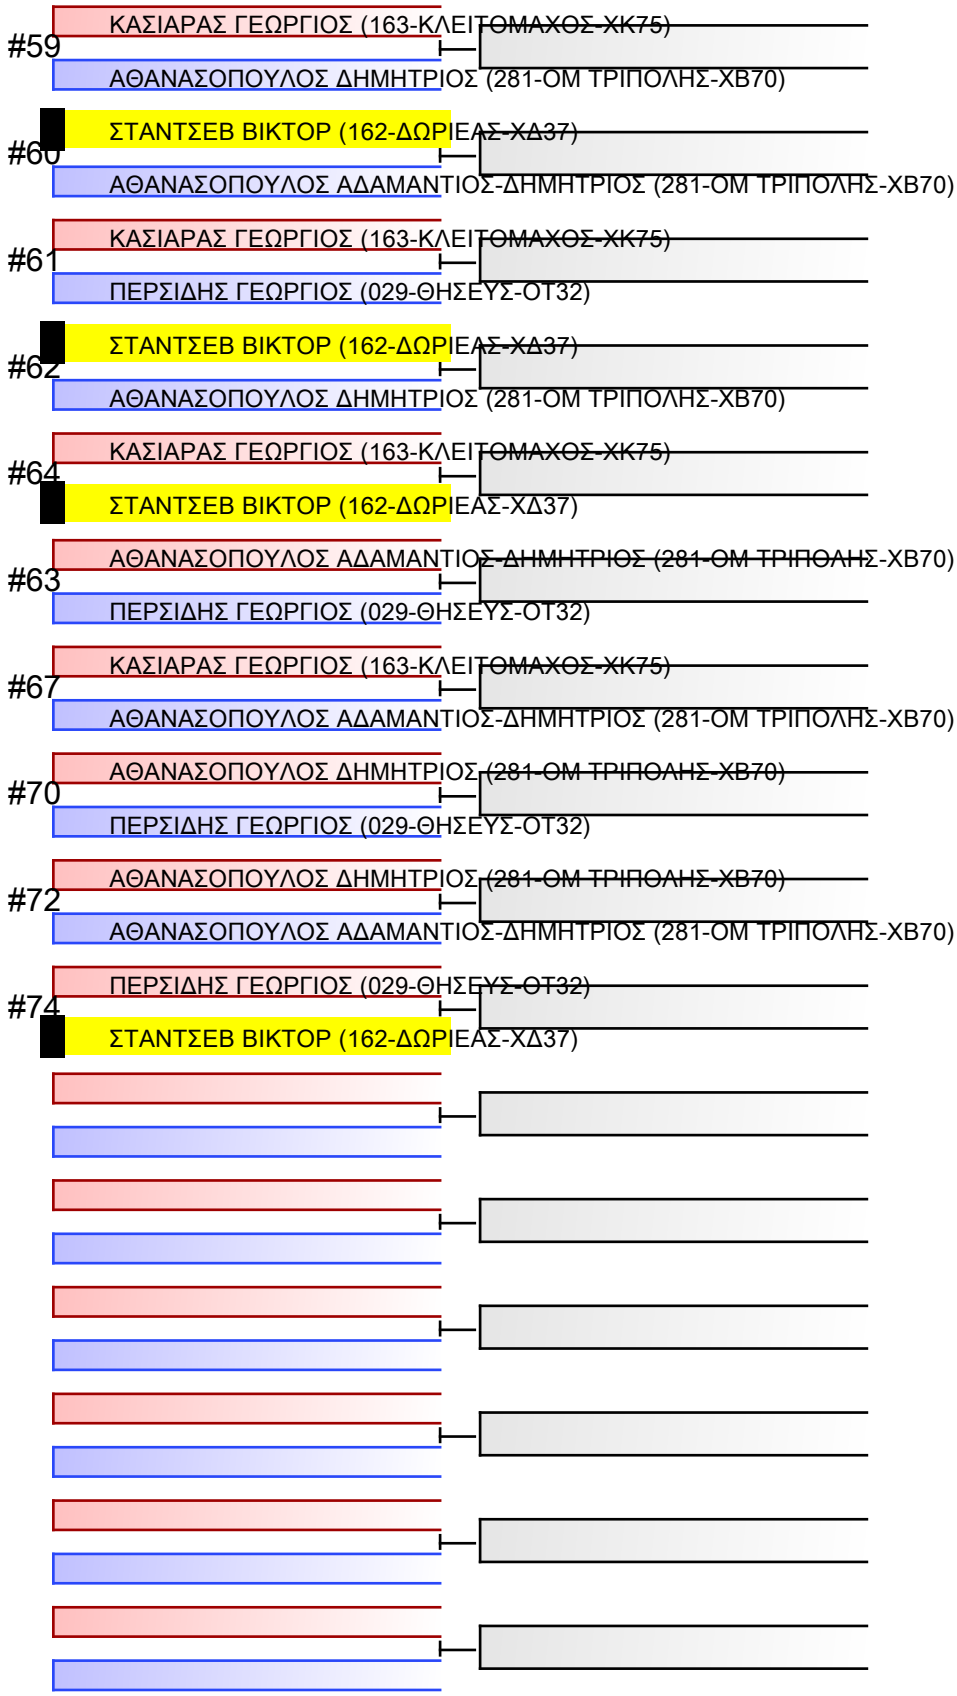 ΚΑΣΙΑΡΑΣ ΓΕΩΡΓΙΟΣ (163-ΚΛΕΙΤΟΜΑΧΟΣ-ΧΚ75)
#59
ΑΘΑΝΑΣΟΠΟΥΛΟΣ ΔΗΜΗΤΡΙΟΣ (281-ΟΜ ΤΡΙΠΟΛΗΣ-ΧΒ70)
ΣΤΑΝΤΣΕΒ ΒΙΚΤΟΡ (162-ΔΩΡΙΕΑΣ-ΧΔ37)
#60
ΑΘΑΝΑΣΟΠΟΥΛΟΣ ΑΔΑΜΑΝΤΙΟΣ-ΔΗΜΗΤΡΙΟΣ (281-ΟΜ ΤΡΙΠΟΛΗΣ-ΧΒ70)
ΚΑΣΙΑΡΑΣ ΓΕΩΡΓΙΟΣ (163-ΚΛΕΙΤΟΜΑΧΟΣ-ΧΚ75)
#61
ΠΕΡΣΙΔΗΣ ΓΕΩΡΓΙΟΣ (029-ΘΗΣΕΥΣ-ΟΤ32)
ΣΤΑΝΤΣΕΒ ΒΙΚΤΟΡ (162-ΔΩΡΙΕΑΣ-ΧΔ37)
#62
ΑΘΑΝΑΣΟΠΟΥΛΟΣ ΔΗΜΗΤΡΙΟΣ (281-ΟΜ ΤΡΙΠΟΛΗΣ-ΧΒ70)
ΚΑΣΙΑΡΑΣ ΓΕΩΡΓΙΟΣ (163-ΚΛΕΙΤΟΜΑΧΟΣ-ΧΚ75)
#64
ΣΤΑΝΤΣΕΒ ΒΙΚΤΟΡ (162-ΔΩΡΙΕΑΣ-ΧΔ37)
ΑΘΑΝΑΣΟΠΟΥΛΟΣ ΑΔΑΜΑΝΤΙΟΣ-ΔΗΜΗΤΡΙΟΣ (281-ΟΜ ΤΡΙΠΟΛΗΣ-ΧΒ70)
#63
ΠΕΡΣΙΔΗΣ ΓΕΩΡΓΙΟΣ (029-ΘΗΣΕΥΣ-ΟΤ32)
ΚΑΣΙΑΡΑΣ ΓΕΩΡΓΙΟΣ (163-ΚΛΕΙΤΟΜΑΧΟΣ-ΧΚ75)
#67
ΑΘΑΝΑΣΟΠΟΥΛΟΣ ΑΔΑΜΑΝΤΙΟΣ-ΔΗΜΗΤΡΙΟΣ (281-ΟΜ ΤΡΙΠΟΛΗΣ-ΧΒ70)
ΑΘΑΝΑΣΟΠΟΥΛΟΣ ΔΗΜΗΤΡΙΟΣ (281-ΟΜ ΤΡΙΠΟΛΗΣ-ΧΒ70)
#70
ΠΕΡΣΙΔΗΣ ΓΕΩΡΓΙΟΣ (029-ΘΗΣΕΥΣ-ΟΤ32)
ΑΘΑΝΑΣΟΠΟΥΛΟΣ ΔΗΜΗΤΡΙΟΣ (281-ΟΜ ΤΡΙΠΟΛΗΣ-ΧΒ70)
#72
ΑΘΑΝΑΣΟΠΟΥΛΟΣ ΑΔΑΜΑΝΤΙΟΣ-ΔΗΜΗΤΡΙΟΣ (281-ΟΜ ΤΡΙΠΟΛΗΣ-ΧΒ70)
ΠΕΡΣΙΔΗΣ ΓΕΩΡΓΙΟΣ (029-ΘΗΣΕΥΣ-ΟΤ32)
#74
ΣΤΑΝΤΣΕΒ ΒΙΚΤΟΡ (162-ΔΩΡΙΕΑΣ-ΧΔ37)